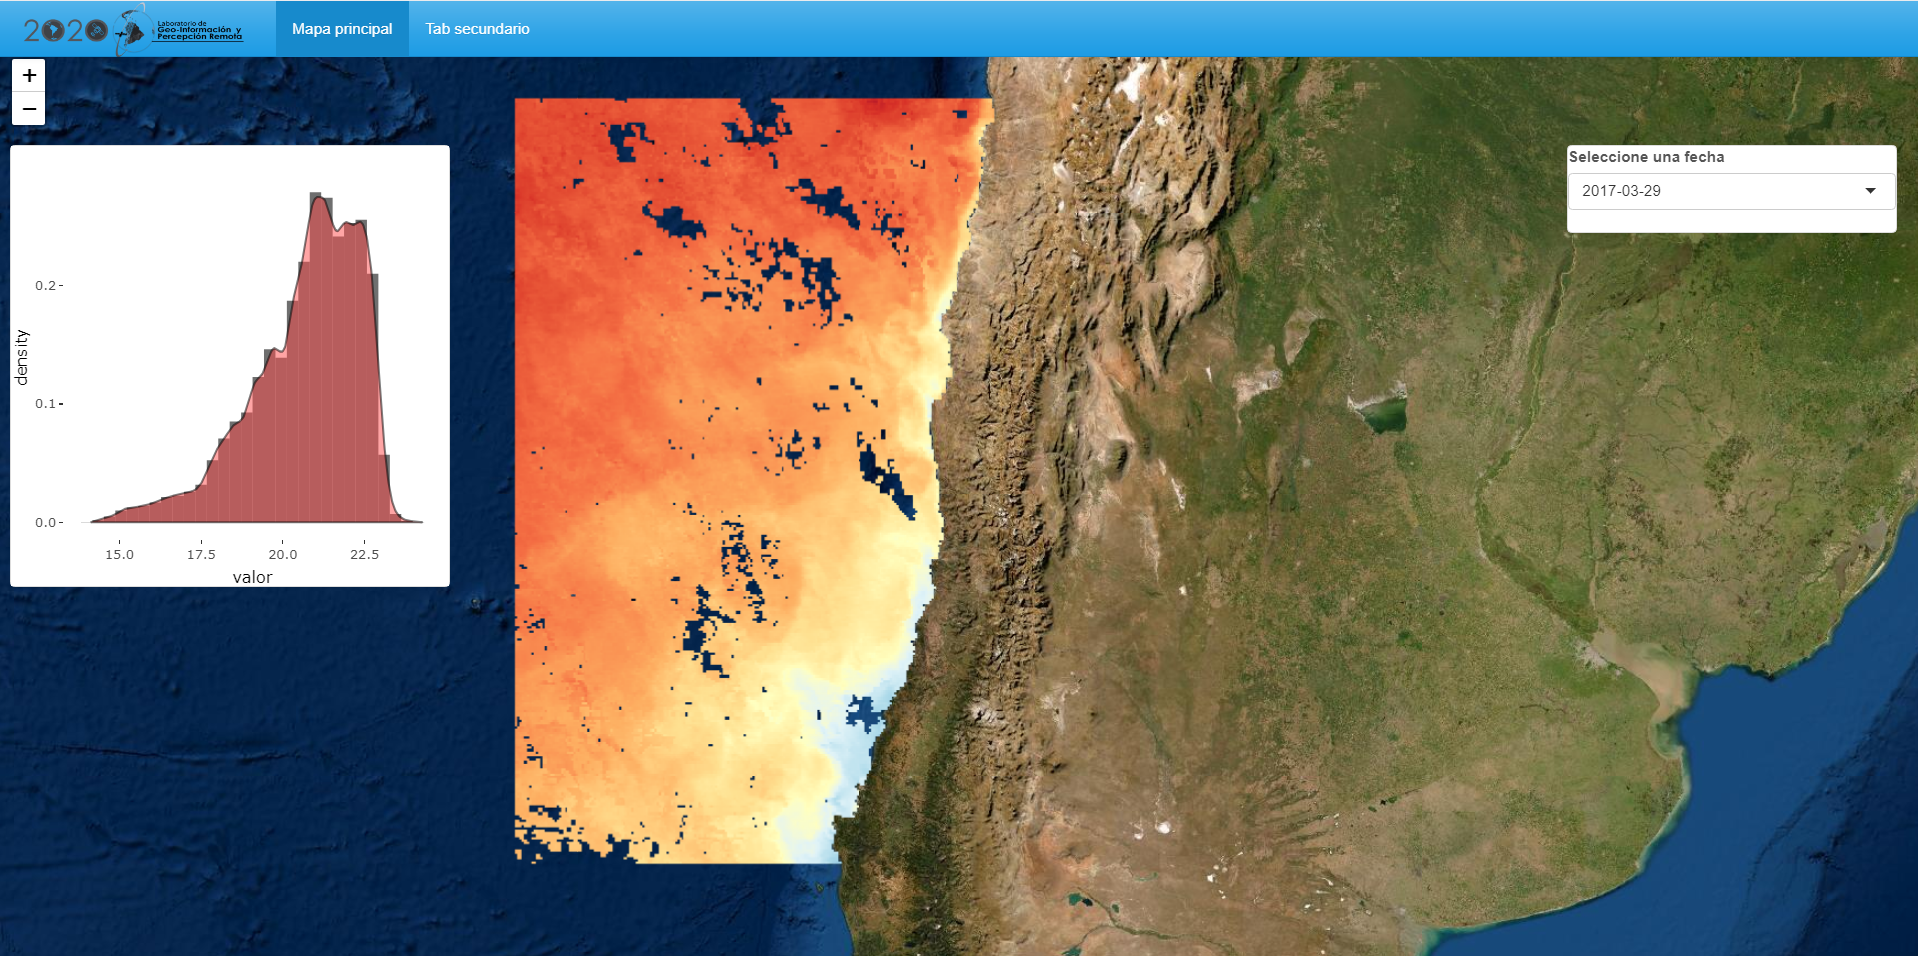 2020
Laboratorio de
Geo-Información y
Percepción Remota
Mapa principal
Tab secundario
+
−
density
0.2
0.1
0.0
15.0 17.5 20.0 22.5
valor
Seleccione una fecha
2017-03-29